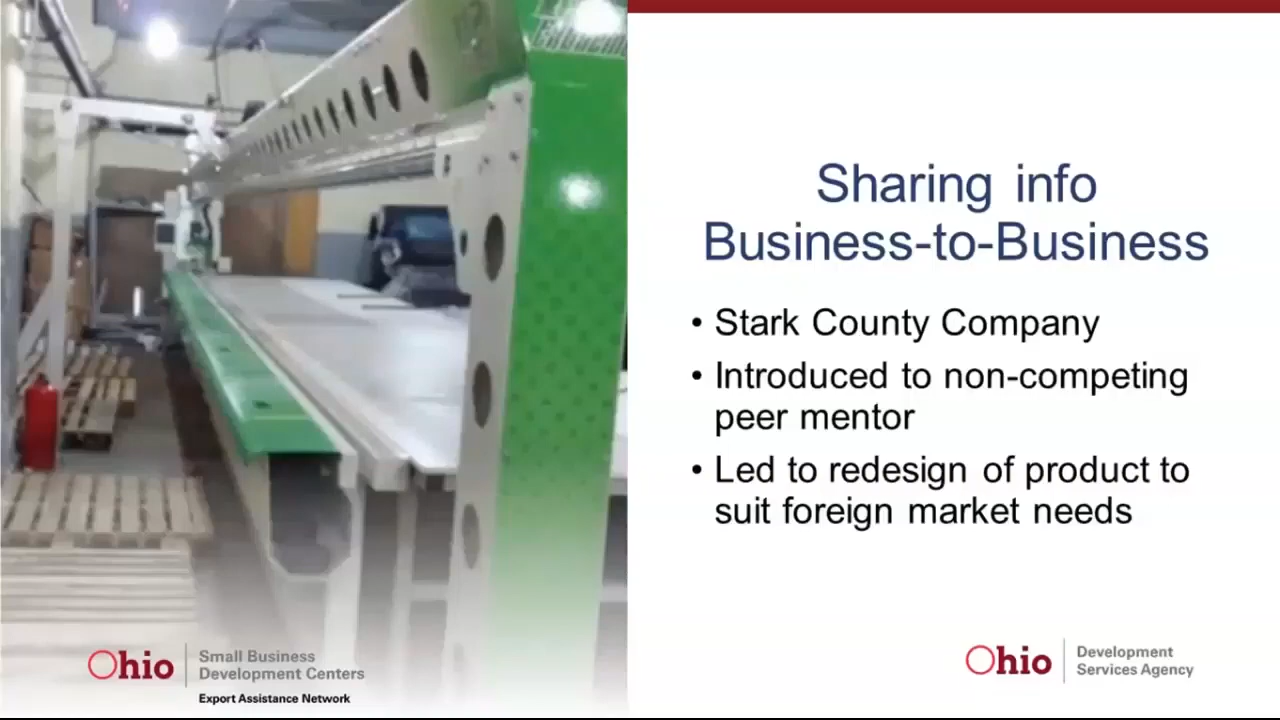 Sharing info
Business-to-Business
• Stark County Company
• Introduced to non-competing
peer mentor
• Led to redesign of product to
suit foreign market needs
Ohio
Small Business
Development Centers
Export Assistance Network
Ohio
Development
Services Agency